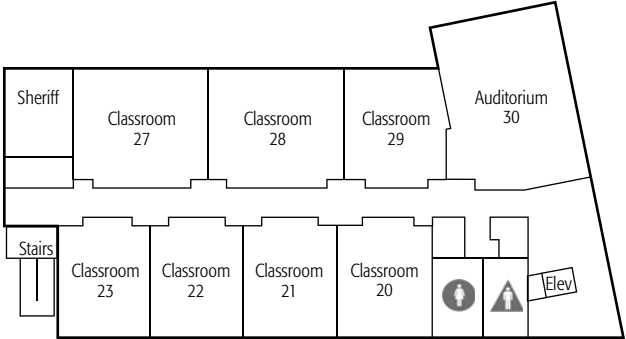 Sheriff
Classroom
27
Classroom
28
Classroom
29
Auditorium
30
Stairs
Classroom
23
Classroom
22
Classroom
21
Classroom
20
Elev